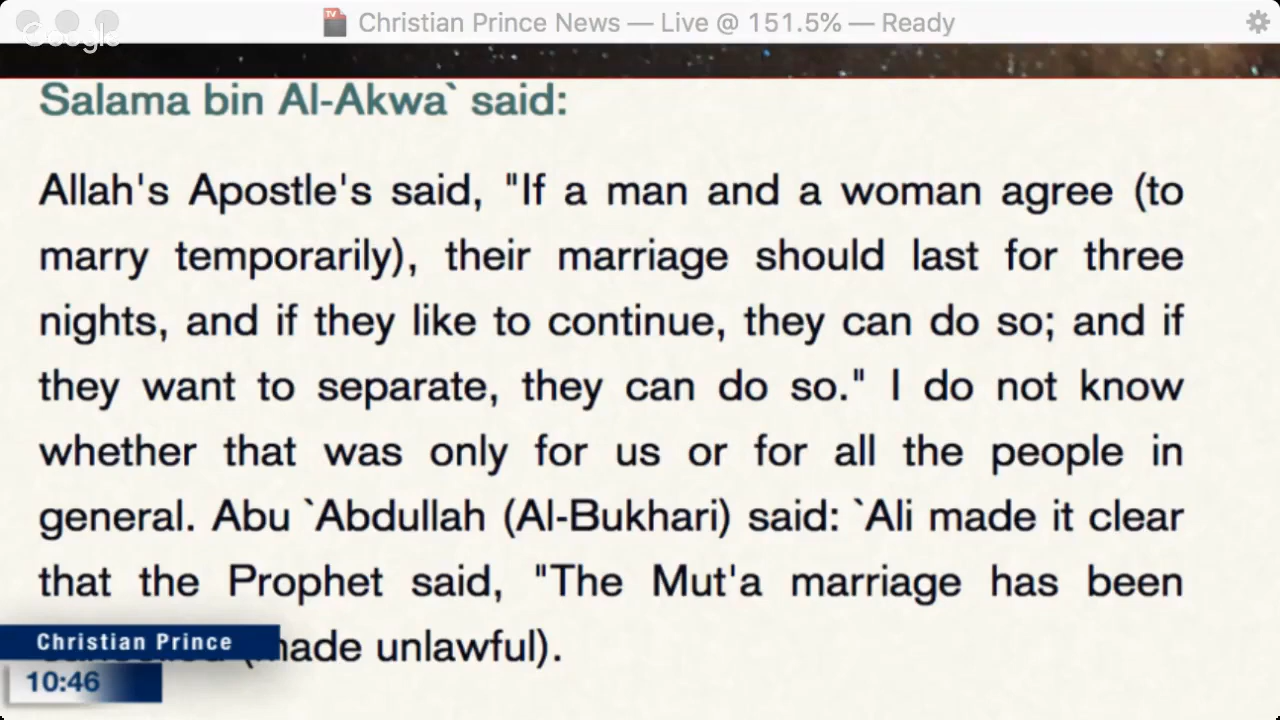 Christian Prince News — Live @ 151.5% — Ready
Google
Salama bin Al-Akwa` said:
Allah's Apostle's said, "If a man and a woman agree (to
marry temporarily), their marriage should last for three
nights, and if they like to continue, they can do so; and if
they want to separate, they can do so." I do not know
whether that was only for us or for all the people in
general. Abu `Abdullah (Al-Bukhari) said: `Ali made it clear
that the Prophet said, "The Mut'a marriage has been
(made unlawful).
Christian Prince
10:46